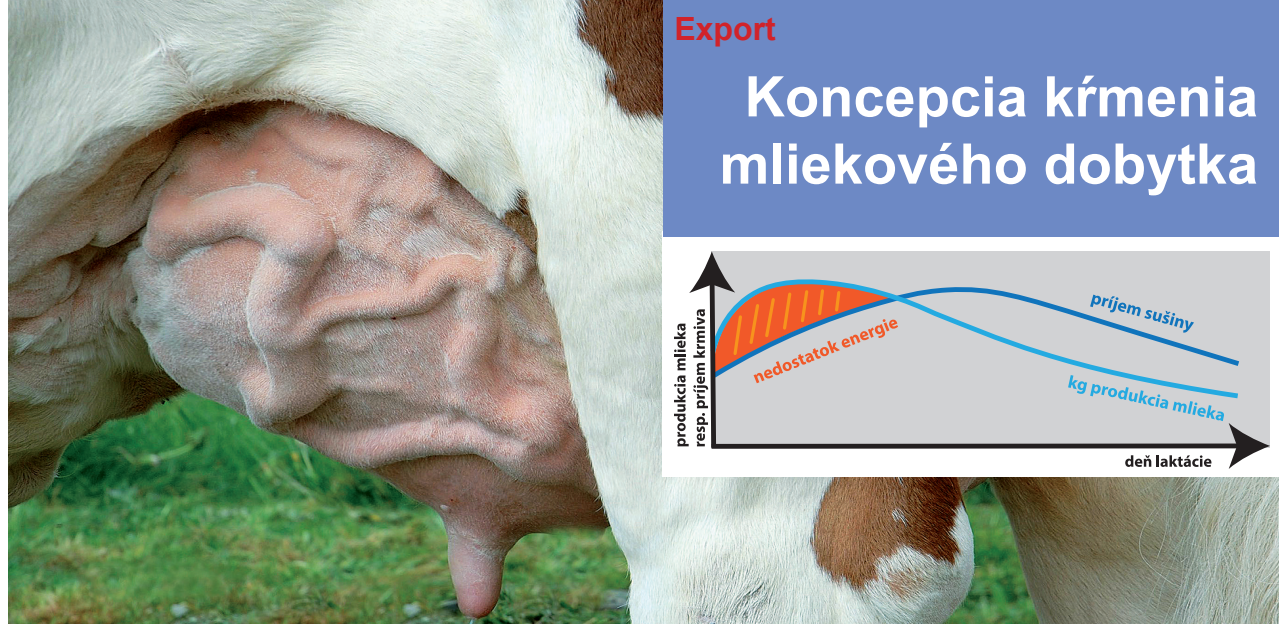 Export
Koncepcia kŕmenia
mliekového dobytka
produkcia mlieka
resp. príjem krmiva
príjem sušiny
nedostatok energie
kg produkcia mlieka
deň laktácie